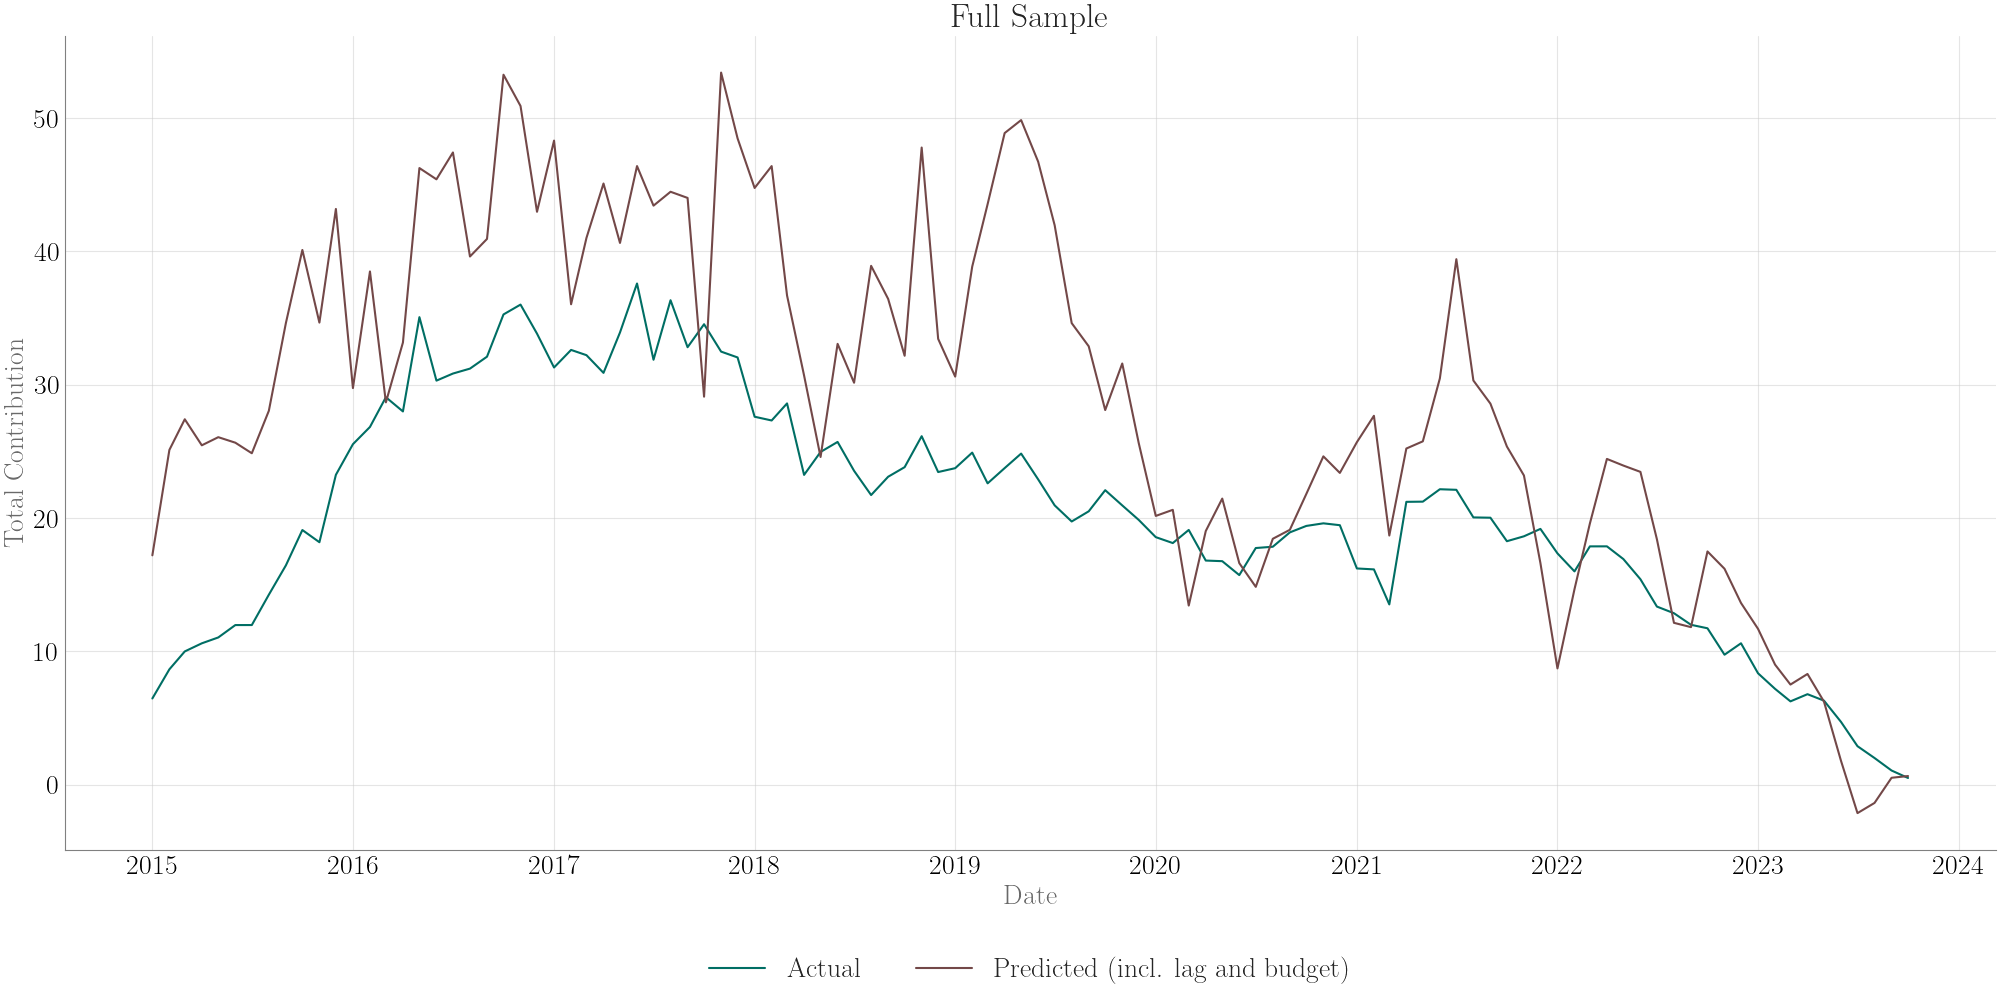 Full Sample
Total Contribution
50
40
30
20
10
0
2015 2016 2017 2018 2019 2020 2021 2022 2023 2024
Date
Actual Predicted (incl. lag and budget)